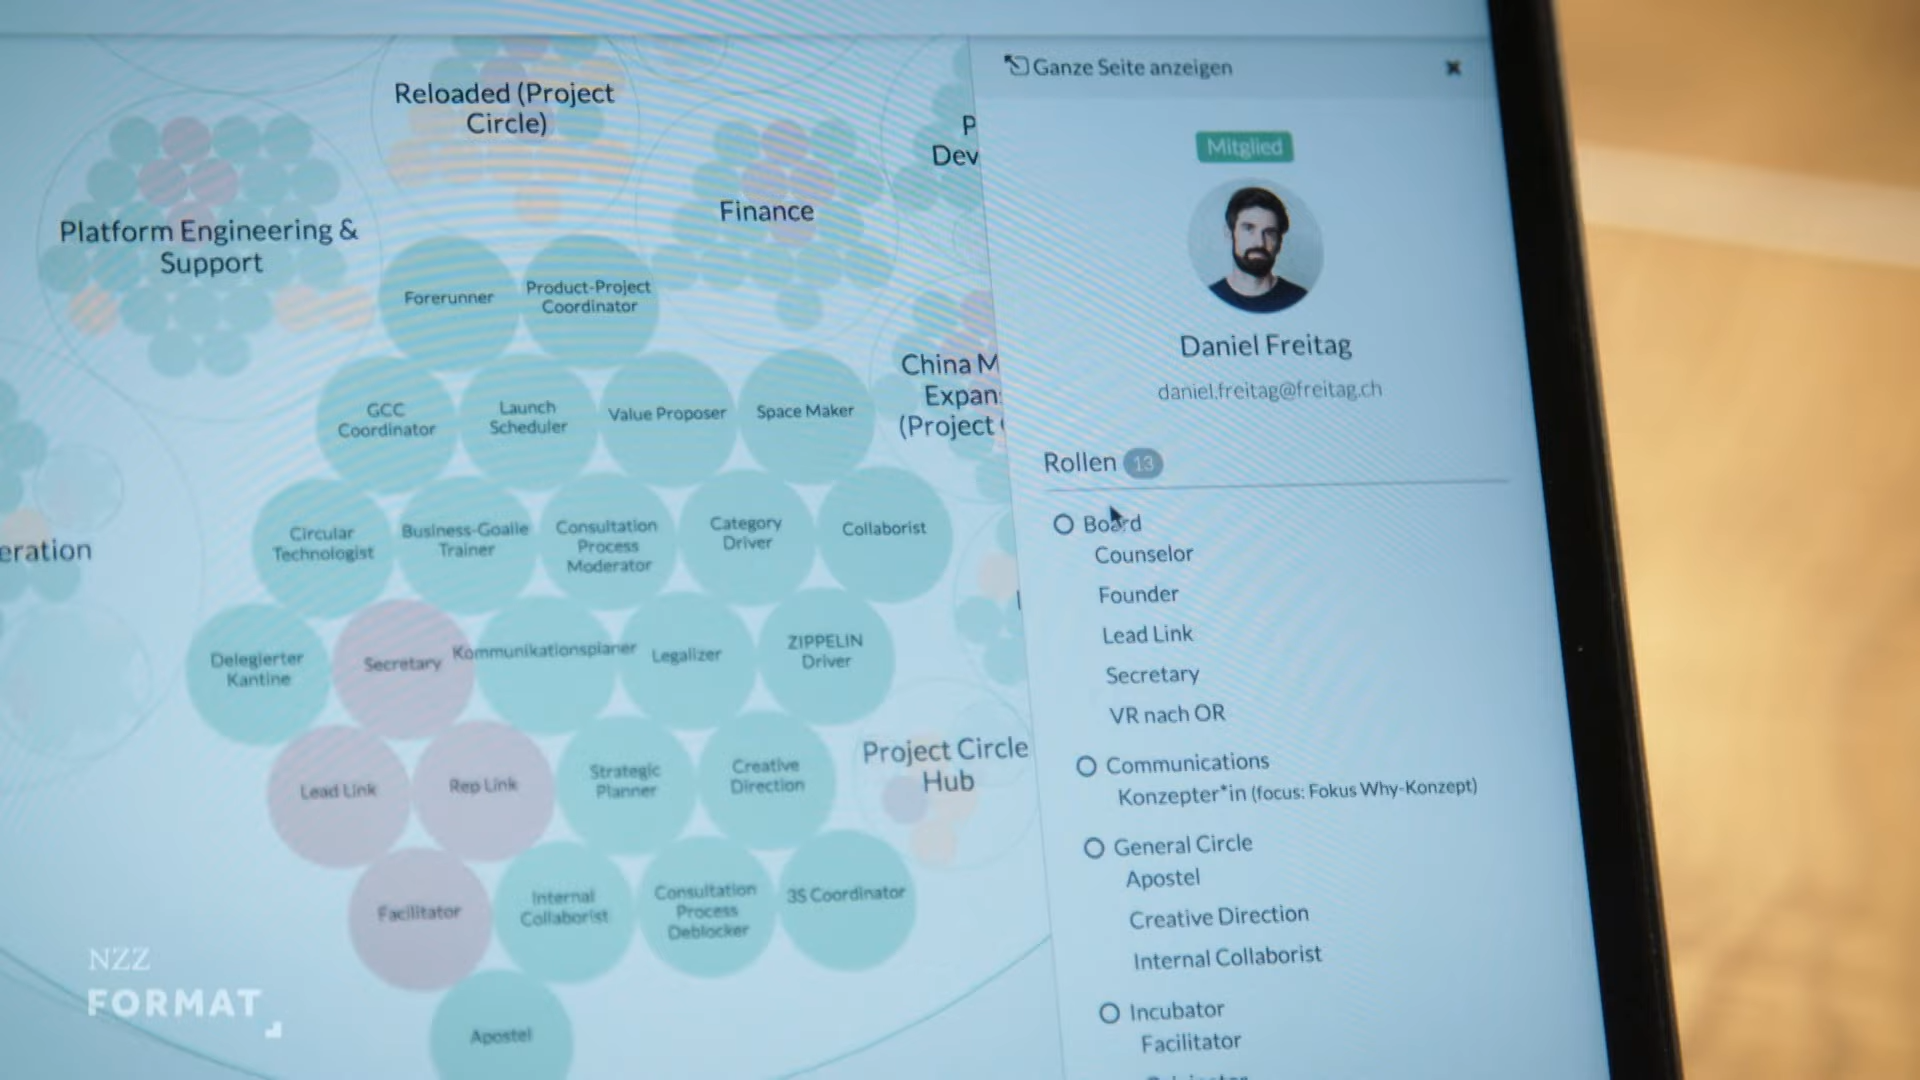 Ganze Seite anzeigen
Mitglied
Daniel Freitag
daniel.freitag@freitag.ch
Rollen 13
Board
Counselor
Founder
Lead Link
Secretary
VR nach OR
Communications
Konzepter*in (focus: Fokus Why-Konzept)
General Circle
Apostel
Creative Direction
Internal Collaborist
Incubator
Facilitator
Reloaded (Project
Circle)
P
Dev
Platform Engineering &
Support
Finance
Forerunner
Product-Project
Coordinator
China M
Expan
(Project
GCC
Coordinator
Launch
Scheduler
Value Proposer
Space Maker
eration
Circular
Technologist
Business-Goalie
Trainer
Consultation
Process
Moderator
Category
Driver
Collaborist
Delegierter
Kantine
Secretary
Kommunikationsplaner
Legalizer
ZIPPELIN
Driver
Lead Link
Rep Link
Strategic
Planner
Creative
Direction
Project Circle
Hub
Facilitator
Internal
Collaborist
Consultation
Process
Deblocker
3S Coordinator
Apostel
NZZ
FORMAT